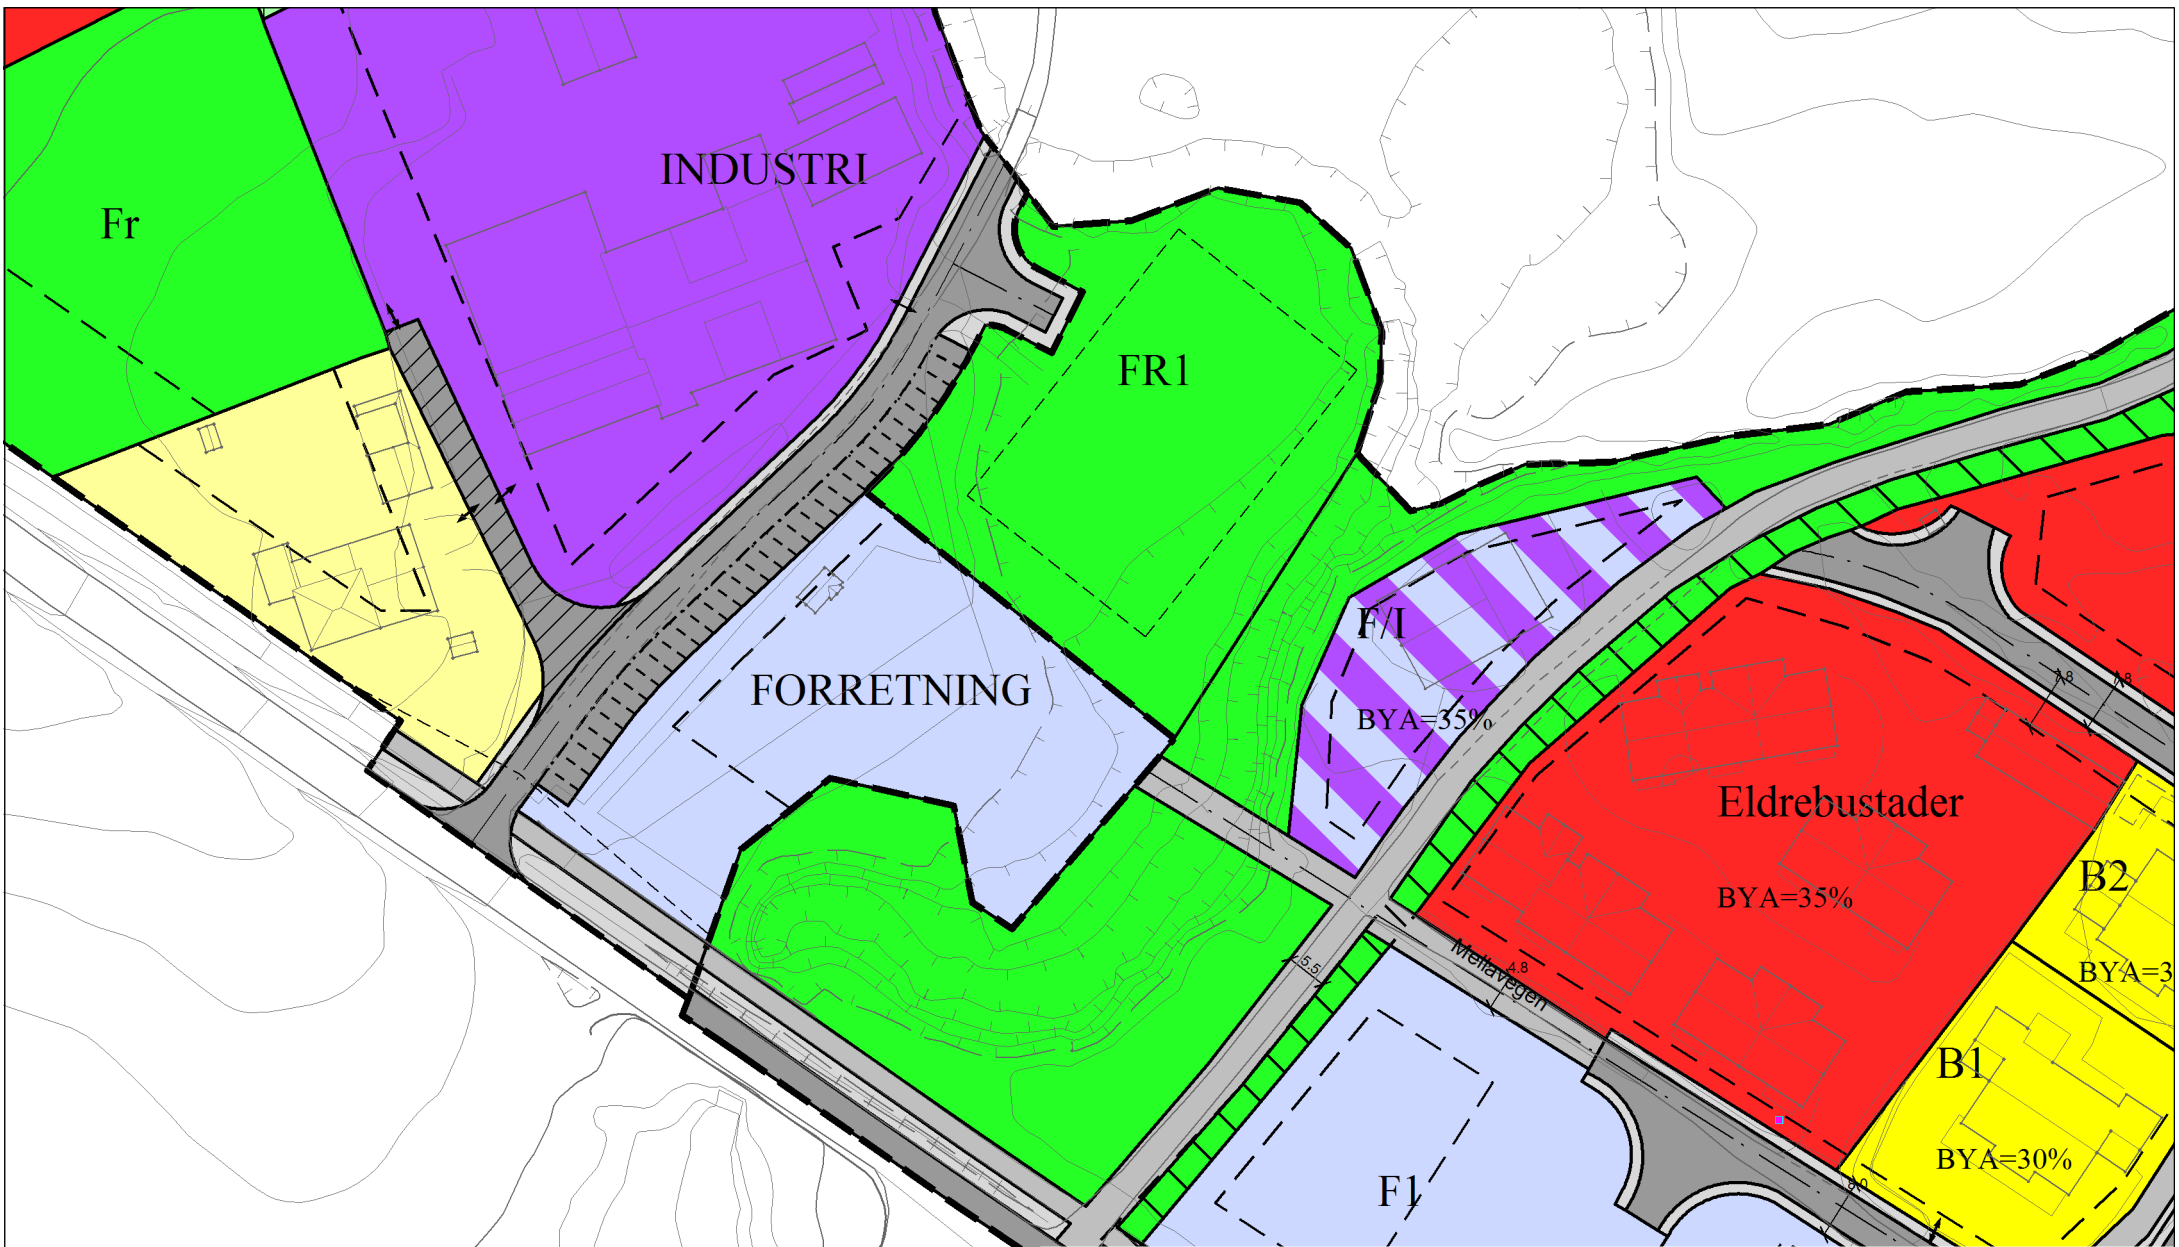 INDUSTRI
Fr
FR1
F/I
FORRETNING
BYA=35%
Eldrebustader
BYA=35%
B2
BYA=3
Mellavegen
4.8
5.5
B1
BYA=30%
F1